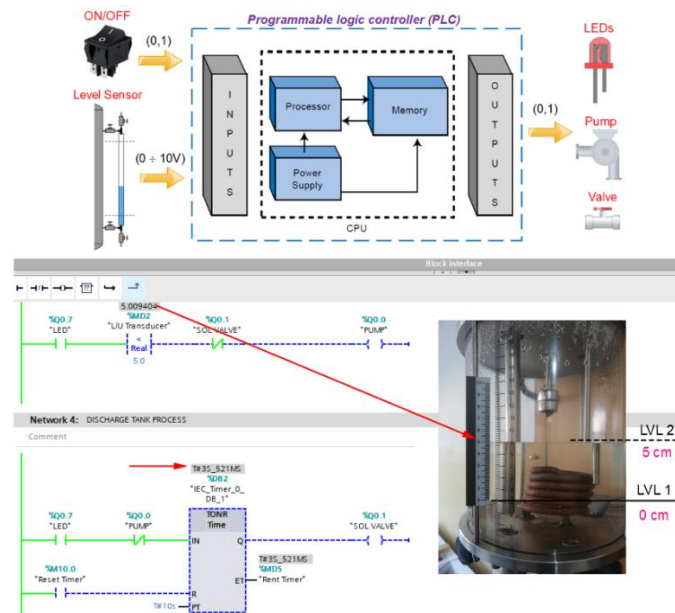 Programmable logic controller (PLC)
ON/OFF
(0,1)
Level Sensor
(0 ÷ 10V)
INPUTS
Processor
Memory
Power
Supply
CPU
OUTPUTS
(0,1)
LEDs
Pump
Valve
Block interface
5.009404
%Q0.7
"LED"
%MD2
"L/U Transducer"
<
Real
5.0
%Q0.1
"SOL VALVE"
%Q0.0
"PUMP"
Network 4: DISCHARGE TANK PROCESS
Comment
T#3S_521MS
%DB2
"IEC_Timer_0_
DB_1"
TONR
Time
%Q0.7
"LED"
%Q0.0
"PUMP"
IN
Q
%Q0.1
"SOL VALVE"
T#3S_521MS
%M10.0
"Reset Timer"
R
ET
%MD5
"Rent Timer"
T#10s
PT
LVL 2
5 cm
LVL 1
0 cm